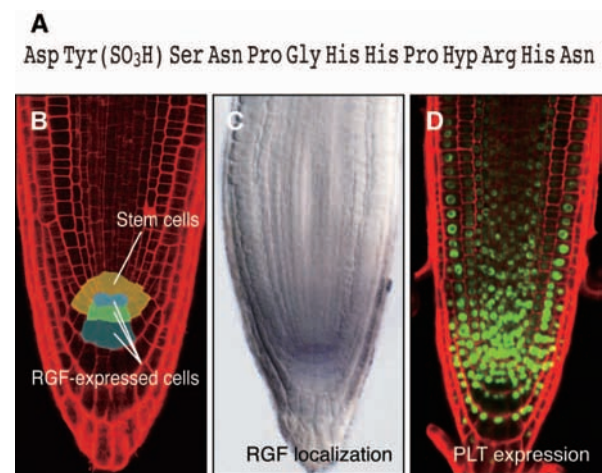 A
Asp Tyr(SO₃H) Ser Asn Pro Gly His His Pro Hyp Arg His Asn
B
Stem cells
RGF-expressed cells
C
RGF localization
D
PLT expression